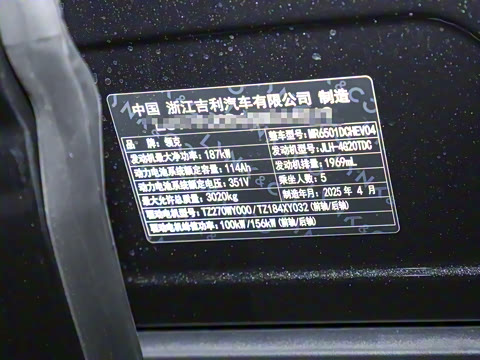 中国 浙江吉利汽车有限公司 制造
品 牌：领克 整车型号：MR6501DCHEV04
发动机最大净功率：187kW 发动机型号：JLH-4G20TDC
动力电池系统额定容量：114Ah 发动机排量：1969mL
动力电池系统额定电压：351V 乘坐人数：5
最大允许总质量：3020kg 制造年月：2025 年 4 月
驱动电机型号：TZ270WY000/TZ184XY032（前轴/后轴）
驱动电机峰值功率：100kW/156kW（前轴/后轴）